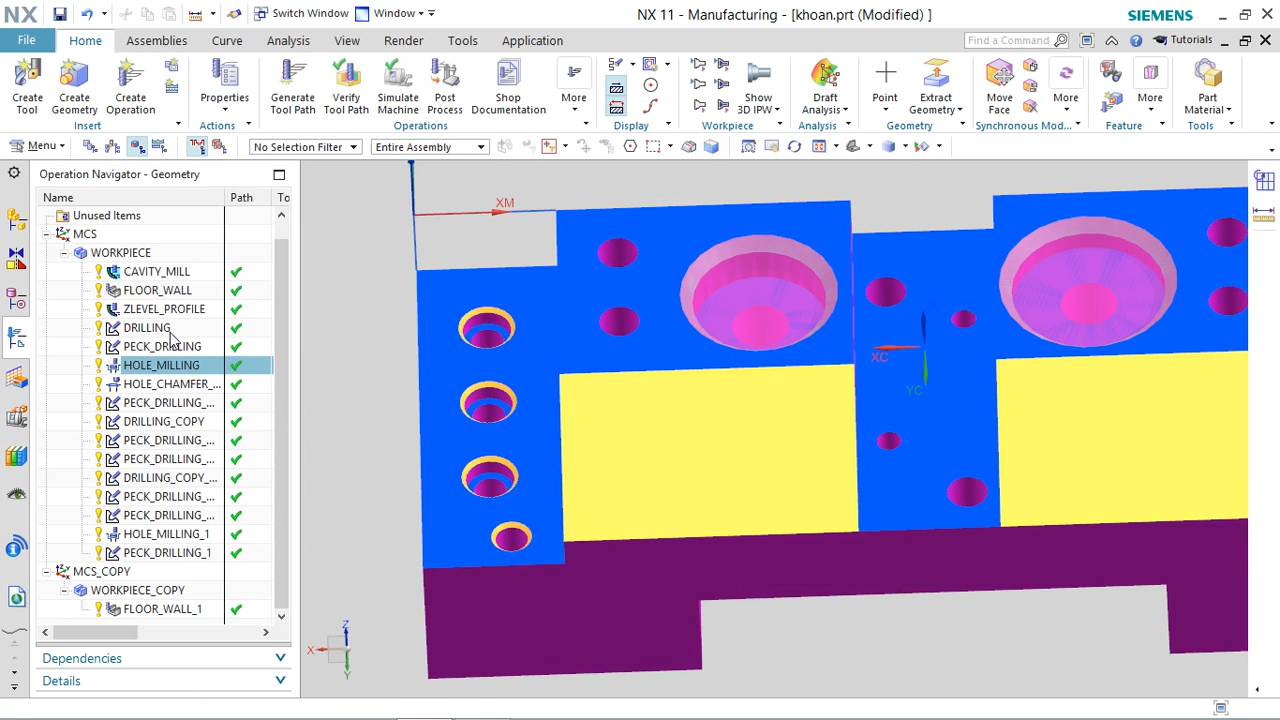 NX
Switch Window
Window
NX 11 - Manufacturing - [khoan.prt (Modified) ]
SIEMENS
File
Home
Assemblies
Curve
Analysis
View
Render
Tools
Application
Find a Command
Tutorials
Create Tool
Create Geometry
Create Operation
Properties
Generate Tool Path
Verify Tool Path
Simulate Machine
Post Process
Shop Documentation
More
Show 3D IPW
Draft Analysis
Point
Extract Geometry
Move Face
More
More
Part Material
Insert
Actions
Operations
Display
Workpiece
Analysis
Geometry
Synchronous Mod...
Feature
Tools
Menu
No Selection Filter
Entire Assembly
Operation Navigator - Geometry
Name
Path
To
Unused Items
MCS
WORKPIECE
CAVITY_MILL
FLOOR_WALL
ZLEVEL_PROFILE
DRILLING
PECK_DRILLING
HOLE_MILLING
HOLE_CHAMFER_...
PECK_DRILLING_...
DRILLING_COPY
PECK_DRILLING_...
PECK_DRILLING_...
DRILLING_COPY_...
PECK_DRILLING_...
PECK_DRILLING_...
HOLE_MILLING_1
PECK_DRILLING_1
MCS_COPY
WORKPIECE_COPY
FLOOR_WALL_1
Dependencies
Details
XM
ZC
XC
YC
Z
X
Y